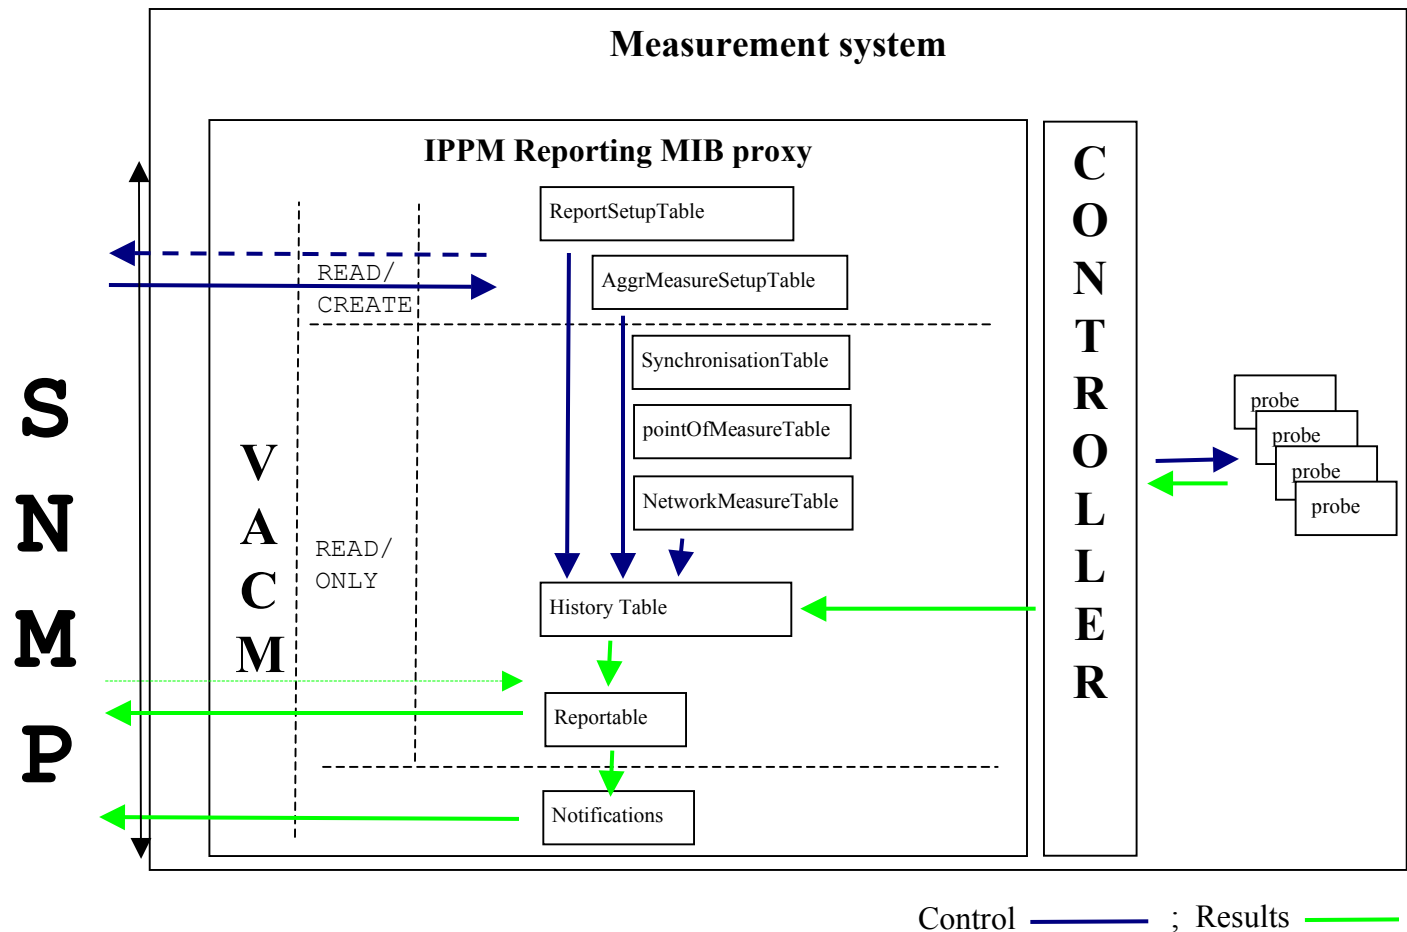 Measurement system
IPPM Reporting MIB proxy
ReportSetupTable
AggrMeasureSetupTable
READ/
CREATE
SynchronisationTable
pointOfMeasureTable
NetworkMeasureTable
READ/
ONLY
History Table
Reportable
Notifications
S
N
M
P
V
A
C
M
C
O
N
T
R
O
L
L
E
R
probe
probe
probe
probe
Control ; Results